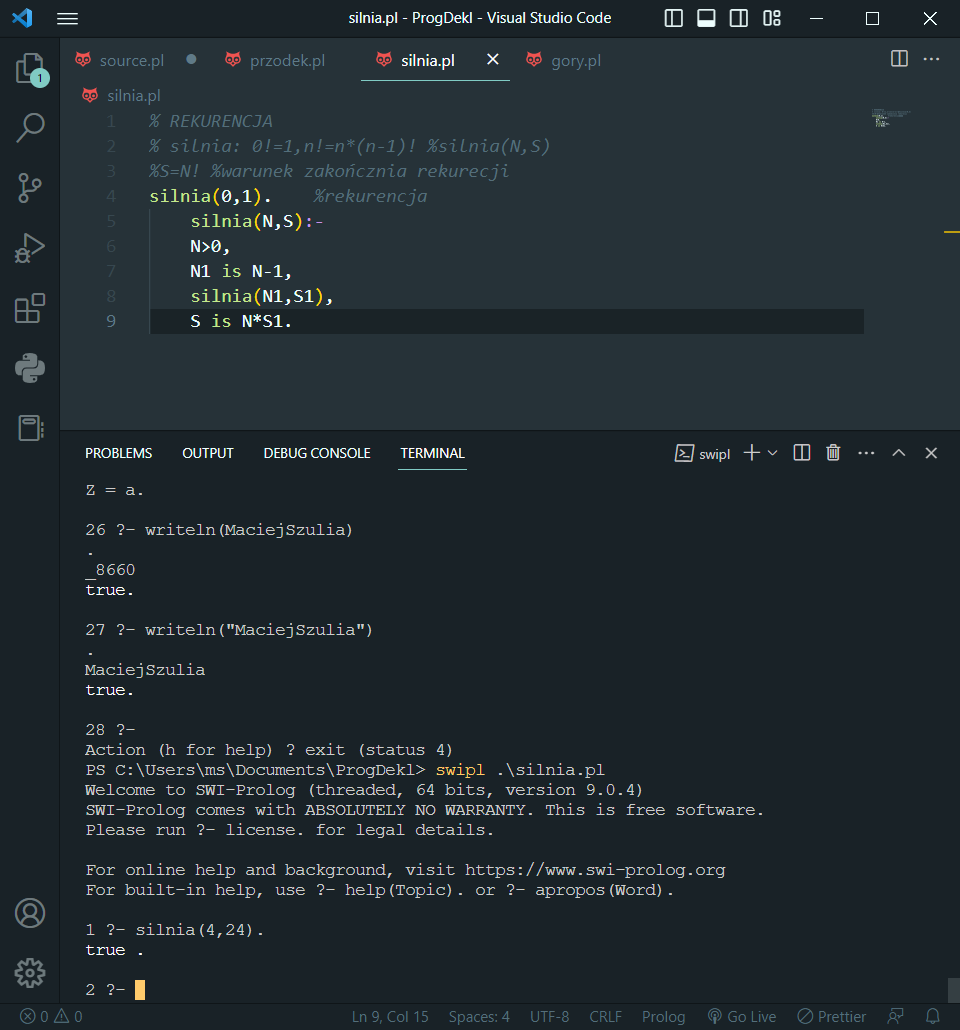 silnia.pl - ProgDekl - Visual Studio Code
source.pl
przodek.pl
silnia.pl
gory.pl
1
silnia.pl
1 % REKURENCJA
2 % silnia: 0!=1,n!=n*(n-1)! %silnia(N,S)
3 %S=N! %warunek zakończnia rekurecji
4 silnia(0,1). %rekurencja
5 silnia(N,S):-
6 N>0,
7 N1 is N-1,
8 silnia(N1,S1),
9 S is N*S1.
PROBLEMS OUTPUT DEBUG CONSOLE TERMINAL swipl
Z = a.
26 ?- writeln(MaciejSzulia)
.
_8660
true.
27 ?- writeln("MaciejSzulia")
.
MaciejSzulia
true.
28 ?-
Action (h for help) ? exit (status 4)
PS C:\Users\ms\Documents\ProgDekl> swipl .\silnia.pl
Welcome to SWI-Prolog (threaded, 64 bits, version 9.0.4)
SWI-Prolog comes with ABSOLUTELY NO WARRANTY. This is free software.
Please run ?- license. for legal details.
For online help and background, visit https://www.swi-prolog.org
For built-in help, use ?- help(Topic). or ?- apropos(Word).
1 ?- silnia(4,24).
true .
2 ?-
0 0 Ln 9, Col 15 Spaces: 4 UTF-8 CRLF Prolog Go Live Prettier